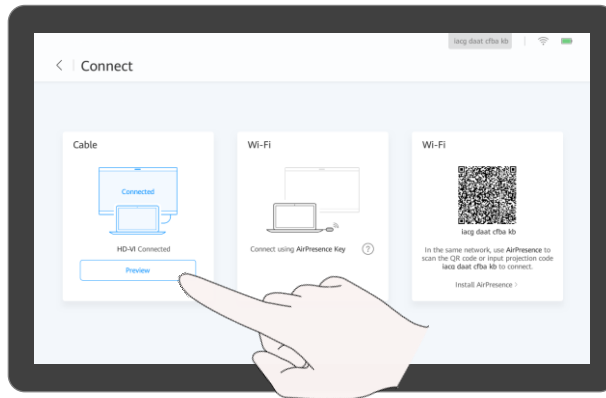 iacg daat cfba kb
Connect
Cable
Connected
HD-VI Connected
Preview
Wi-Fi
Connect using AirPresence Key
?
Wi-Fi
iacg daat cfba kb
In the same network, use AirPresence to
scan the QR code or input projection code
iacg daat cfba kb to connect.
Install AirPresence >